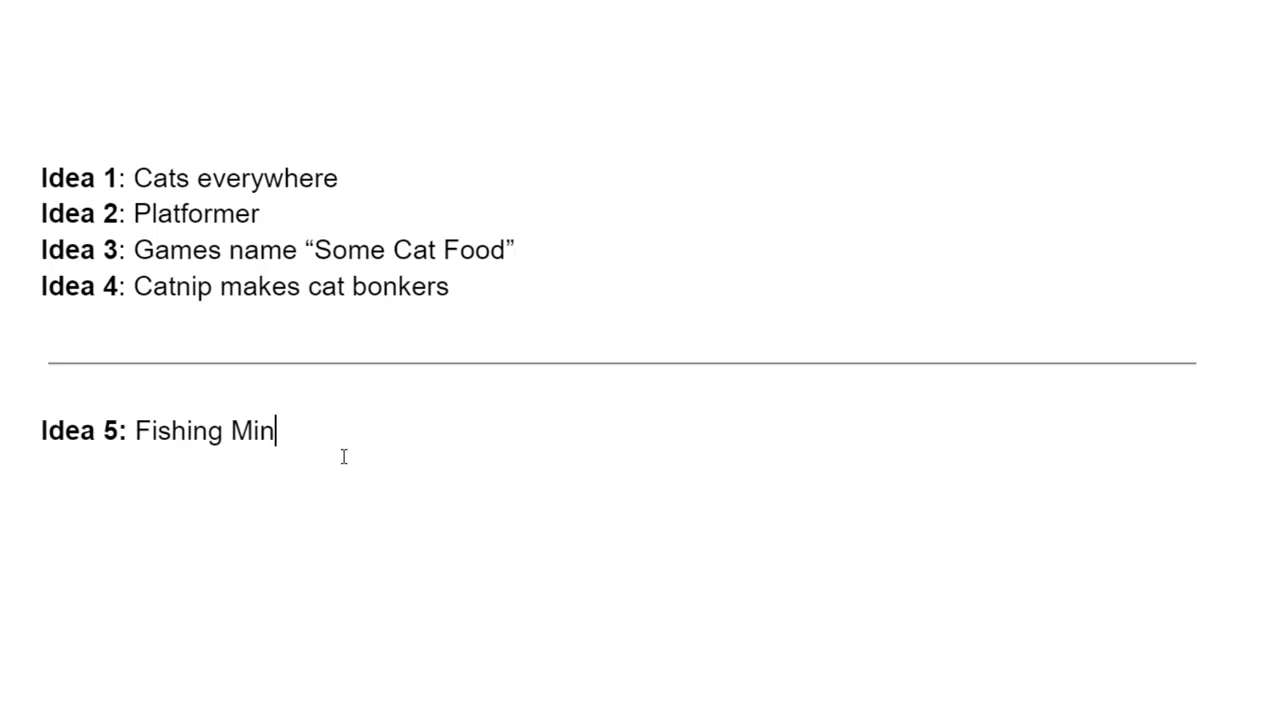 Idea 1: Cats everywhere
Idea 2: Platformer
Idea 3: Games name “Some Cat Food”
Idea 4: Catnip makes cat bonkers
Idea 5: Fishing Min